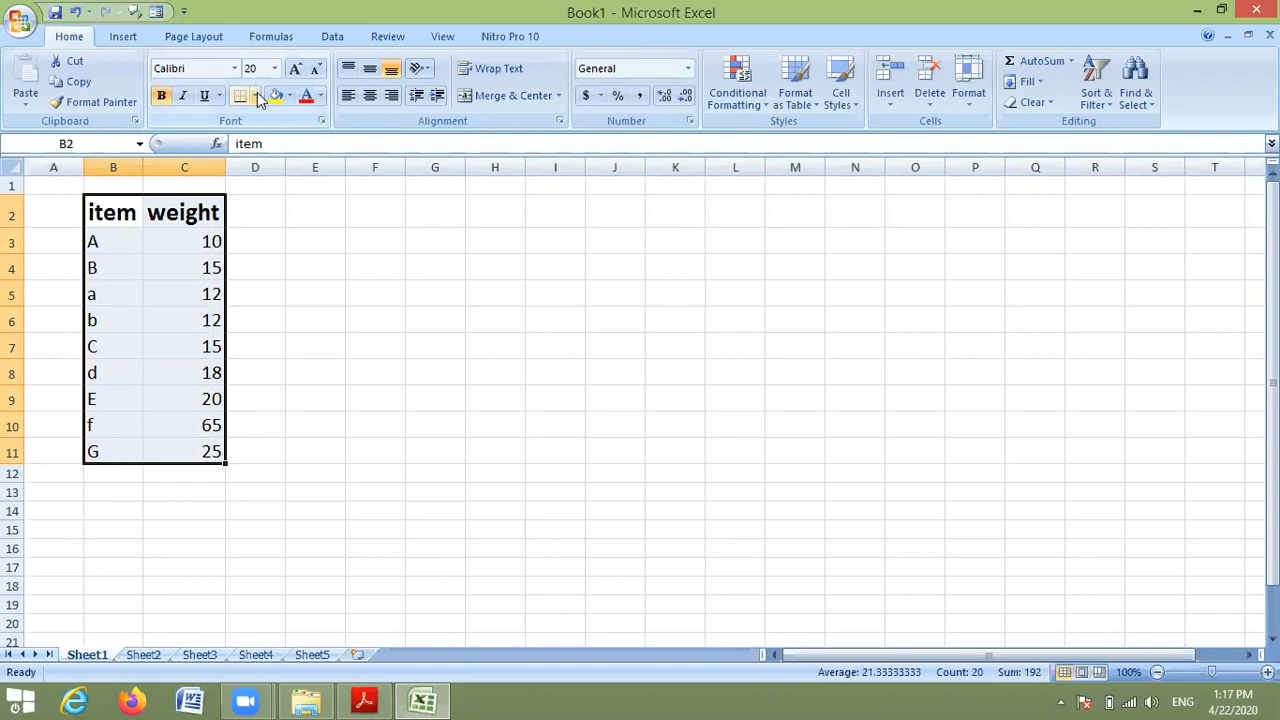 Book1 - Microsoft Excel
Home Insert Page Layout Formulas Data Review View Nitro Pro 10
Cut
Copy
Format Painter
Paste
Clipboard
Calibri 20
B I U A
Font
Wrap Text
Merge & Center
Alignment
General
$ % ,
Number
Conditional Formatting
Format as Table
Cell Styles
Styles
Insert Delete Format
Cells
Σ AutoSum
Fill
Clear
Sort & Filter
Find & Select
Editing
B2 fx item
A B C D E F G H I J K L M N O P Q R S T
1
2 item weight
3 A 10
4 B 15
5 a 12
6 b 12
7 C 15
8 d 18
9 E 20
10 f 65
11 G 25
12
13
14
15
16
17
18
19
20
21
Sheet1 Sheet2 Sheet3 Sheet4 Sheet5
Ready Average: 21.33333333 Count: 20 Sum: 192 100%
ENG
1:17 PM
4/22/2020